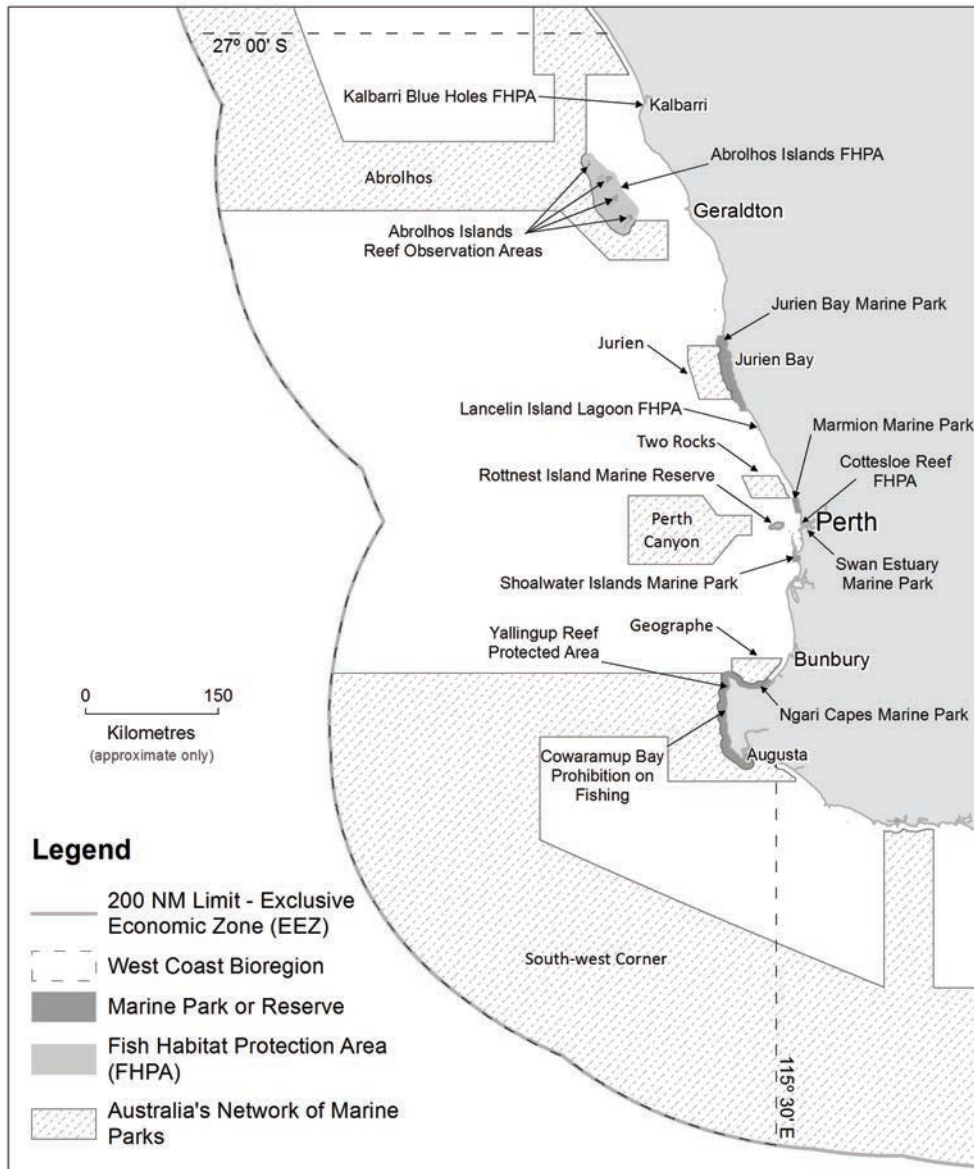 27° 00' S
Kalbarri Blue Holes FHPA
Kalbarri
Abrolhos Islands FHPA
Abrolhos
Geraldton
Abrolhos Islands
Reef Observation Areas
Jurien Bay Marine Park
Jurien
Jurien Bay
Lancelin Island Lagoon FHPA
Marmion Marine Park
Two Rocks
Cottesloe Reef
FHPA
Rottnest Island Marine Reserve
Perth
Canyon
Perth
Swan Estuary
Marine Park
Shoalwater Islands Marine Park
Geographe
Yallingup Reef
Protected Area
Bunbury
0 150
Kilometres
(approximate only)
Ngari Capes Marine Park
Cowaramup Bay
Prohibition on
Fishing
Augusta
South-west Corner
115° 30' E
Legend
200 NM Limit - Exclusive
Economic Zone (EEZ)
West Coast Bioregion
Marine Park or Reserve
Fish Habitat Protection Area
(FHPA)
Australia's Network of Marine
Parks